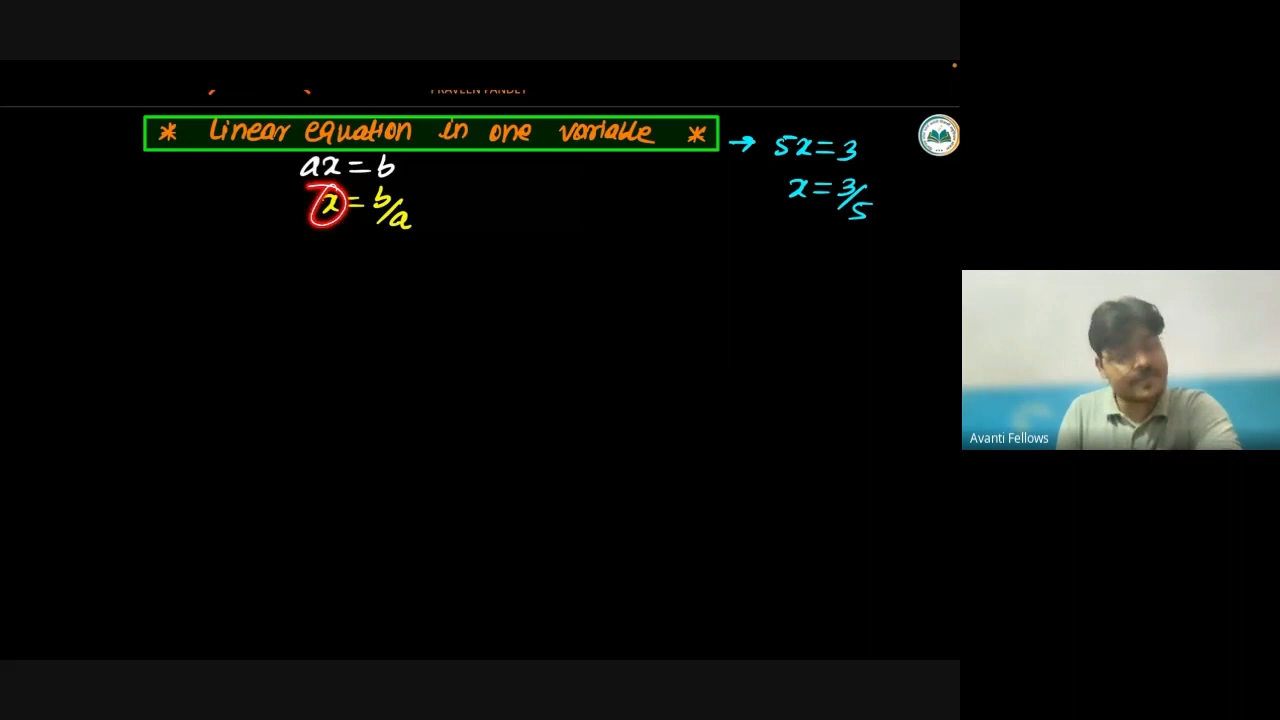 * Linear equation in one variable *
ax = b
x = b/a
→ 5x = 3
x = 3/5
Avanti Fellows